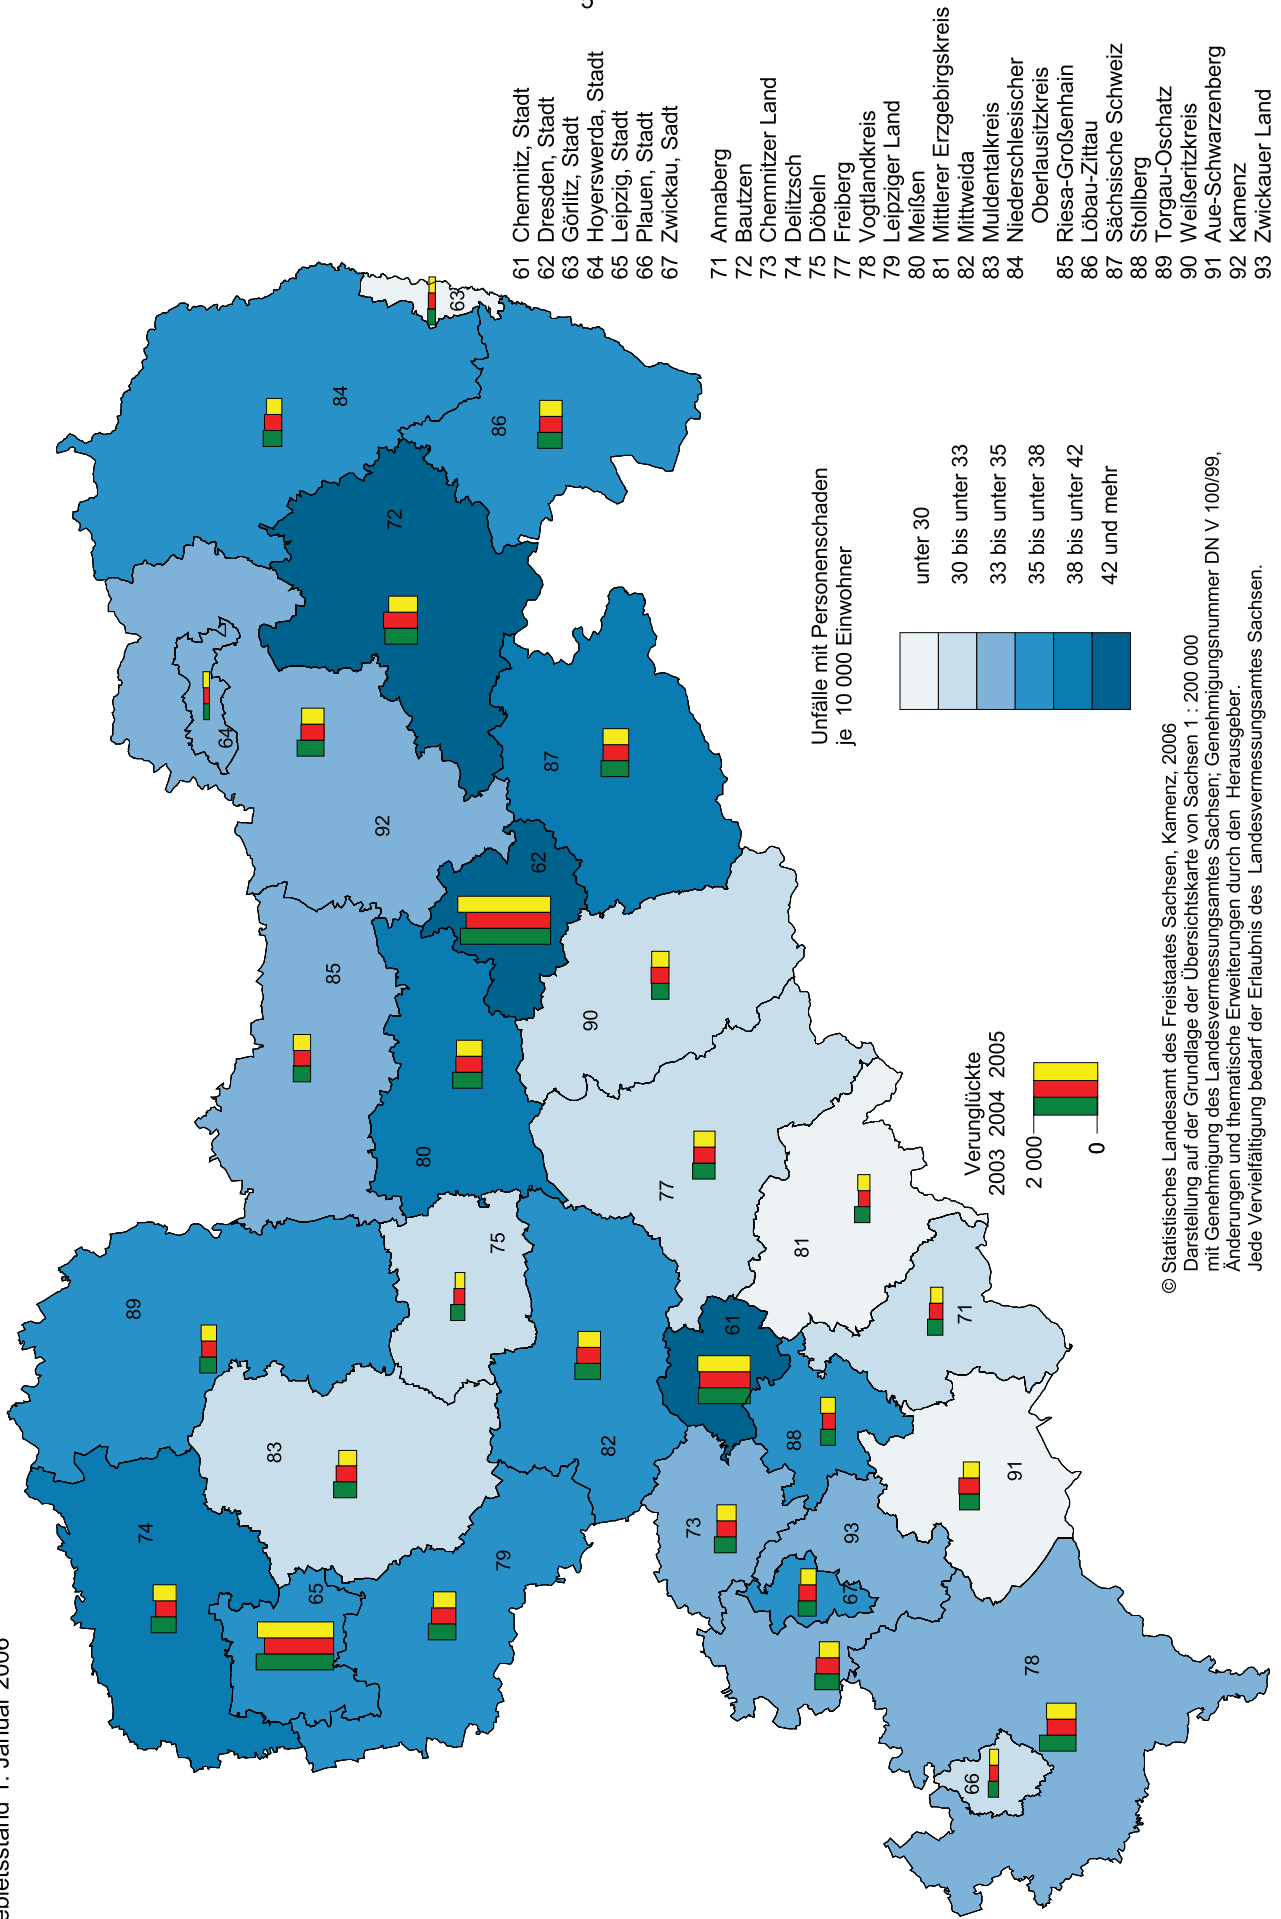 5
61 Chemnitz, Stadt
62 Dresden, Stadt
63 Görlitz, Stadt
64 Hoyerswerda, Stadt
65 Leipzig, Stadt
66 Plauen, Stadt
67 Zwickau, Sadt
71 Annaberg
72 Bautzen
73 Chemnitzer Land
74 Delitzsch
75 Döbeln
77 Freiberg
78 Vogtlandkreis
79 Leipziger Land
80 Meißen
81 Mittlerer Erzgebirgskreis
82 Mittweida
83 Muldentalkreis
84 Niederschlesischer
Oberlausitzkreis
85 Riesa-Großenhain
86 Löbau-Zittau
87 Sächsische Schweiz
88 Stollberg
89 Torgau-Oschatz
90 Weißeritzkreis
91 Aue-Schwarzenberg
92 Kamenz
93 Zwickauer Land
74
89
83
65
79
82
75
85
80
92
64
84
63
72
86
62
87
90
77
61
81
71
88
73
93
67
91
78
66
Unfälle mit Personenschaden
je 10 000 Einwohner
unter 30
30 bis unter 33
33 bis unter 35
35 bis unter 38
38 bis unter 42
42 und mehr
Verunglückte
2003 2004 2005
2 000
0
© Statistisches Landesamt des Freistaates Sachsen, Kamenz, 2006
Darstellung auf der Grundlage der Übersichtskarte von Sachsen 1 : 200 000
mit Genehmigung des Landesvermessungsamtes Sachsen; Genehmigungsnummer DN V 100/99,
Änderungen und thematische Erweiterungen durch den Herausgeber.
Jede Vervielfältigung bedarf der Erlaubnis des Landesvermessungsamtes Sachsen.
1. Januar 2006